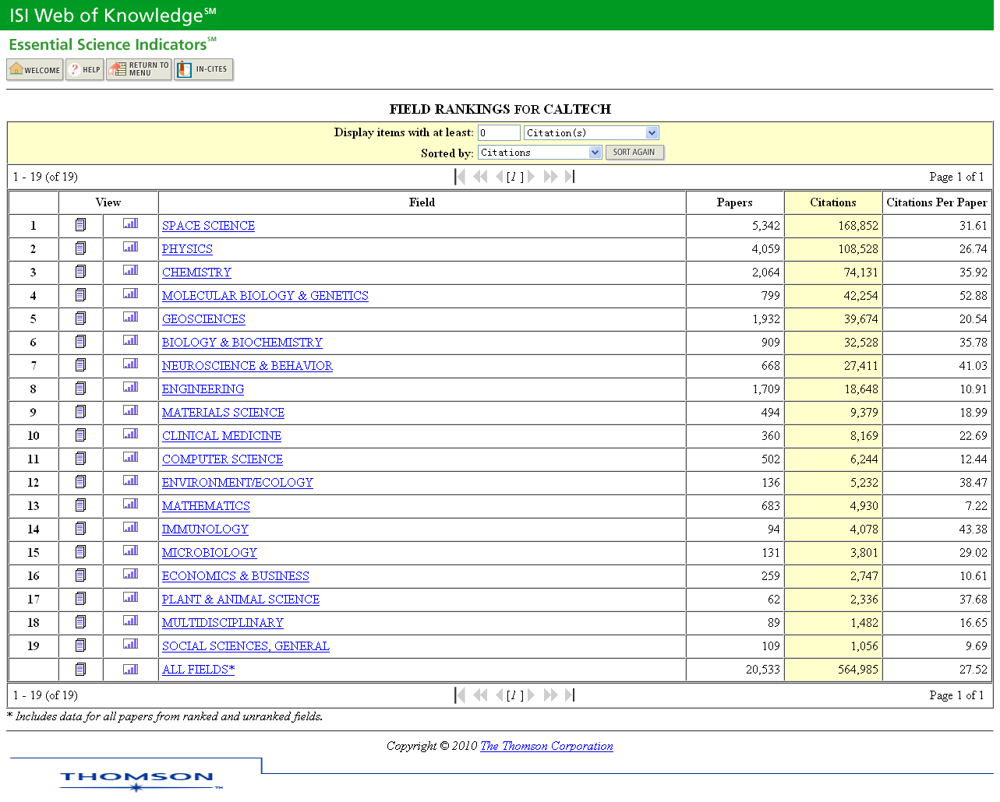 ISI Web of Knowledge℠
Essential Science Indicators℠
WELCOME ? HELP RETURN TO MENU IN-CITES
FIELD RANKINGS FOR CALTECH
Display items with at least: 0 Citation(s)
Sorted by: Citations SORT AGAIN
1 - 19 (of 19) [1 ] Page 1 of 1
View Field Papers Citations Citations Per Paper
1 SPACE SCIENCE 5,342 168,852 31.61
2 PHYSICS 4,059 108,528 26.74
3 CHEMISTRY 2,064 74,131 35.92
4 MOLECULAR BIOLOGY & GENETICS 799 42,254 52.88
5 GEOSCIENCES 1,932 39,674 20.54
6 BIOLOGY & BIOCHEMISTRY 909 32,528 35.78
7 NEUROSCIENCE & BEHAVIOR 668 27,411 41.03
8 ENGINEERING 1,709 18,648 10.91
9 MATERIALS SCIENCE 494 9,379 18.99
10 CLINICAL MEDICINE 360 8,169 22.69
11 COMPUTER SCIENCE 502 6,244 12.44
12 ENVIRONMENT/ECOLOGY 136 5,232 38.47
13 MATHEMATICS 683 4,930 7.22
14 IMMUNOLOGY 94 4,078 43.38
15 MICROBIOLOGY 131 3,801 29.02
16 ECONOMICS & BUSINESS 259 2,747 10.61
17 PLANT & ANIMAL SCIENCE 62 2,336 37.68
18 MULTIDISCIPLINARY 89 1,482 16.65
19 SOCIAL SCIENCES, GENERAL 109 1,056 9.69
ALL FIELDS* 20,533 564,985 27.52
1 - 19 (of 19) [1 ] Page 1 of 1
* Includes data for all papers from ranked and unranked fields.
Copyright © 2010 The Thomson Corporation
THOMSON ™